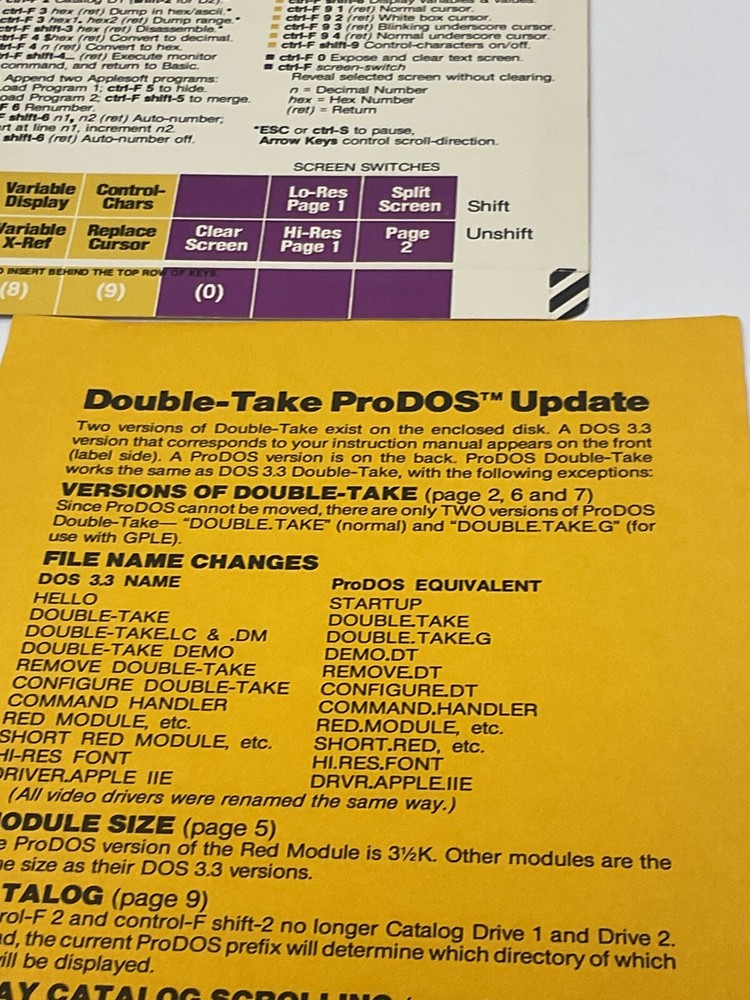 ctrl-F 3 hex (ret) Dump in hex/ascii.*
ctrl-F 3 hex1, hex2 (ret) Dump range.*
ctrl-F shift-3 hex (ret) Disassemble.*
ctrl-F 4 $hex (ret) Convert to decimal.
F 4 n (ret) Convert to hex.
shift-4... (ret) Execute monitor
command, and return to Basic.
Append two Applesoft programs:
Program 1; ctrl-F 5 to hide.
Program 2; ctrl-F shift-5 to merge.
F 6 Renumber.
shift-6 n1, n2 (ret) Auto-number;
at line n1, increment n2.
shift-6 (ret) Auto-number off.
ctrl-F 9 1 (ret) Normal cursor.
ctrl-F 9 2 (ret) White box cursor.
ctrl-F 9 3 (ret) Blinking underscore cursor.
ctrl-F 9 4 (ret) Normal underscore cursor.
ctrl-F shift-9 Control-characters on/off.
ctrl-F 0 Expose and clear text screen.
ctrl-F screen-switch
Reveal selected screen without clearing.
n = Decimal Number
hex = Hex Number
(ret) = Return
*ESC or ctrl-S to pause,
Arrow Keys control scroll-direction.
SCREEN SWITCHES
Variable Display Control-Chars Lo-Res Page 1 Split Screen Shift
Variable X-Ref Replace Cursor Clear Screen Hi-Res Page 1 Page 2 Unshift
INSERT BEHIND THE TOP ROW OF KEYS.
(8) (9) (0)
Double-Take ProDOS™ Update
Two versions of Double-Take exist on the enclosed disk. A DOS 3.3
version that corresponds to your instruction manual appears on the front
(label side). A ProDOS version is on the back. ProDOS Double-Take
works the same as DOS 3.3 Double-Take, with the following exceptions:
VERSIONS OF DOUBLE-TAKE (page 2, 6 and 7)
Since ProDOS cannot be moved, there are only TWO versions of ProDOS
Double-Take— "DOUBLE.TAKE" (normal) and "DOUBLE.TAKE.G" (for
use with GPLE).
FILE NAME CHANGES
DOS 3.3 NAME ProDOS EQUIVALENT
HELLO STARTUP
DOUBLE-TAKE DOUBLE.TAKE
DOUBLE-TAKE.LC & .DM DOUBLE.TAKE.G
DOUBLE-TAKE DEMO DEMO.DT
REMOVE DOUBLE-TAKE REMOVE.DT
CONFIGURE DOUBLE-TAKE CONFIGURE.DT
COMMAND HANDLER COMMAND.HANDLER
RED MODULE, etc. RED.MODULE, etc.
SHORT RED MODULE, etc. SHORT.RED, etc.
HI-RES FONT HI.RES.FONT
DRIVER.APPLE IIE DRVR.APPLE.IIE
(All video drivers were renamed the same way.)
MODULE SIZE (page 5)
ProDOS version of the Red Module is 3½K. Other modules are the
size as their DOS 3.3 versions.
CATALOG (page 9)
Control-F 2 and control-F shift-2 no longer Catalog Drive 1 and Drive 2.
the current ProDOS prefix will determine which directory of which
will be displayed.
CATALOG SCROLLING